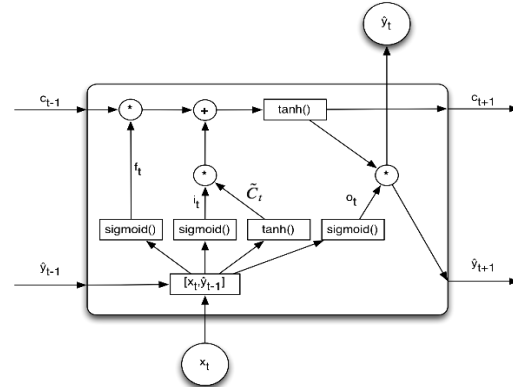 ŷt
ct-1
*
+
tanh()
ct+1
ft
*
it
C̃t
ot
*
sigmoid()
sigmoid()
tanh()
sigmoid()
ŷt-1
[xt,ŷt-1]
ŷt+1
xt